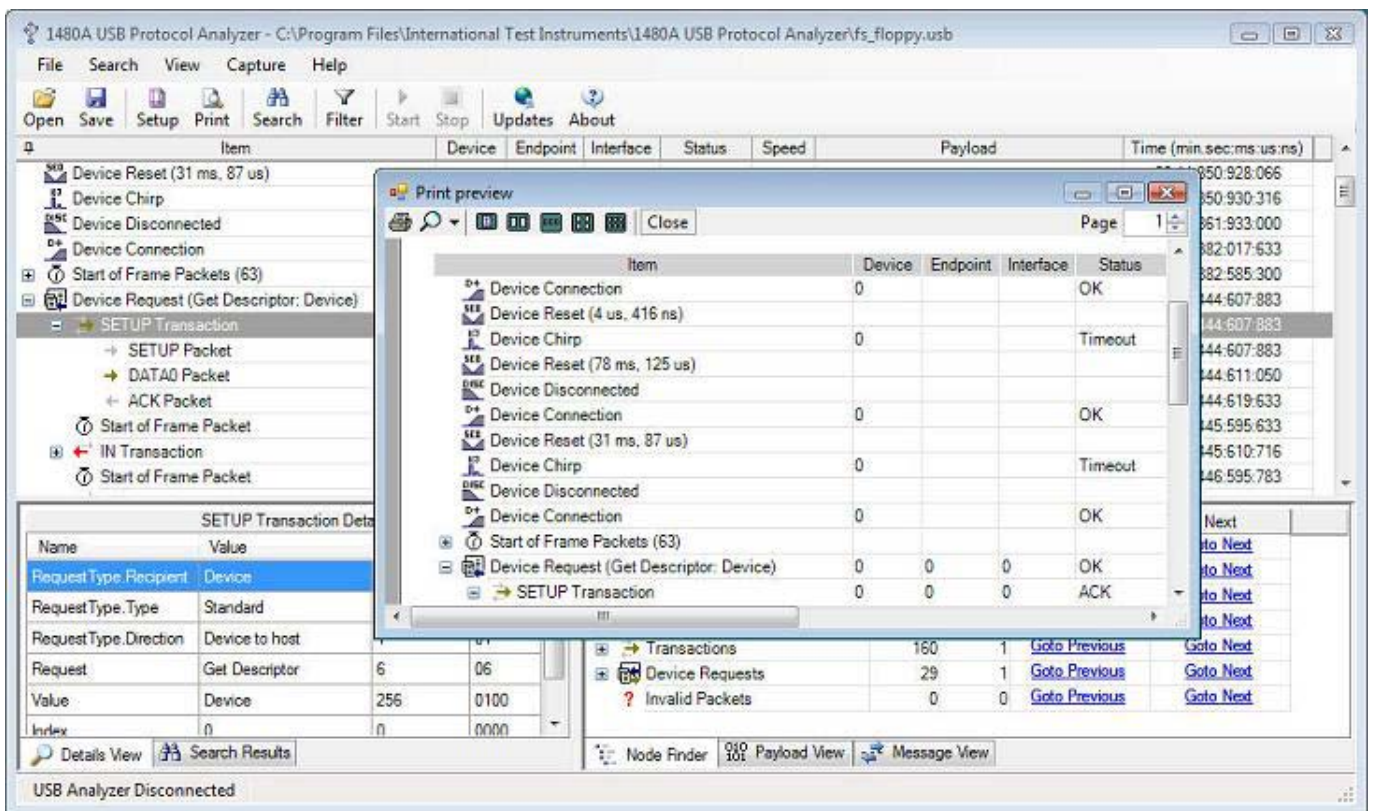 1480A USB Protocol Analyzer - C:\Program Files\International Test Instruments\1480A USB Protocol Analyzer\fs_floppy.usb
File Search View Capture Help
Open Save Setup Print Search Filter Start Stop Updates About
Item Device Endpoint Interface Status Speed Payload Time (min.sec:ms:us:ns)
Device Reset (31 ms, 87 us) 850:928:066
Device Chirp 350:930:316
Device Disconnected 361:933:000
Device Connection 382:017:633
Start of Frame Packets (63) 382:585:300
Device Request (Get Descriptor: Device) 44:607:883
SETUP Transaction 44:607:883
SETUP Packet 44:607:883
DATA0 Packet 44:611:050
ACK Packet 44:619:633
Start of Frame Packet 45:595:633
IN Transaction 45:610:716
Start of Frame Packet 46:595:783
Print preview
Close Page 1
Item Device Endpoint Interface Status
Device Connection 0 OK
Device Reset (4 us, 416 ns)
Device Chirp 0 Timeout
Device Reset (78 ms, 125 us)
Device Disconnected
Device Connection 0 OK
Device Reset (31 ms, 87 us)
Device Chirp 0 Timeout
Device Disconnected
Device Connection 0 OK
Start of Frame Packets (63)
Device Request (Get Descriptor: Device) 0 0 0 OK
SETUP Transaction 0 0 0 ACK
SETUP Transaction Deta
Name Value
RequestType.Recipient Device
RequestType.Type Standard
RequestType.Direction Device to host
Request Get Descriptor 6 06
Value Device 256 0100
Index 0 0 0000
Details View Search Results
Next
to Next
to Next
to Next
to Next
Transactions 160 1 Goto Previous Goto Next
Device Requests 29 1 Goto Previous Goto Next
Invalid Packets 0 0 Goto Previous Goto Next
Node Finder Payload View Message View
USB Analyzer Disconnected